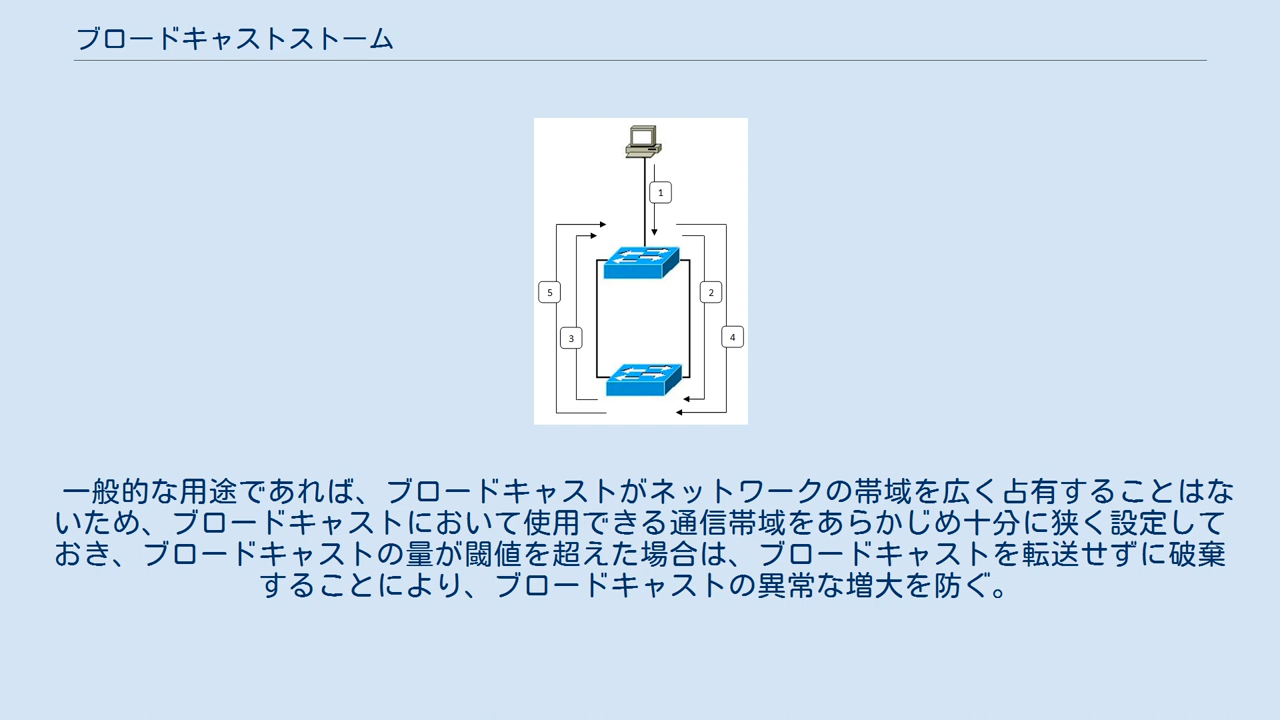 ブロードキャストストーム
1
5
2
3
4
一般的な用途であれば、ブロードキャストがネットワークの帯域を広く占有することはな
いため、ブロードキャストにおいて使用できる通信帯域をあらかじめ十分に狭く設定して
おき、ブロードキャストの量が閾値を超えた場合は、ブロードキャストを転送せずに破棄
することにより、ブロードキャストの異常な増大を防ぐ。